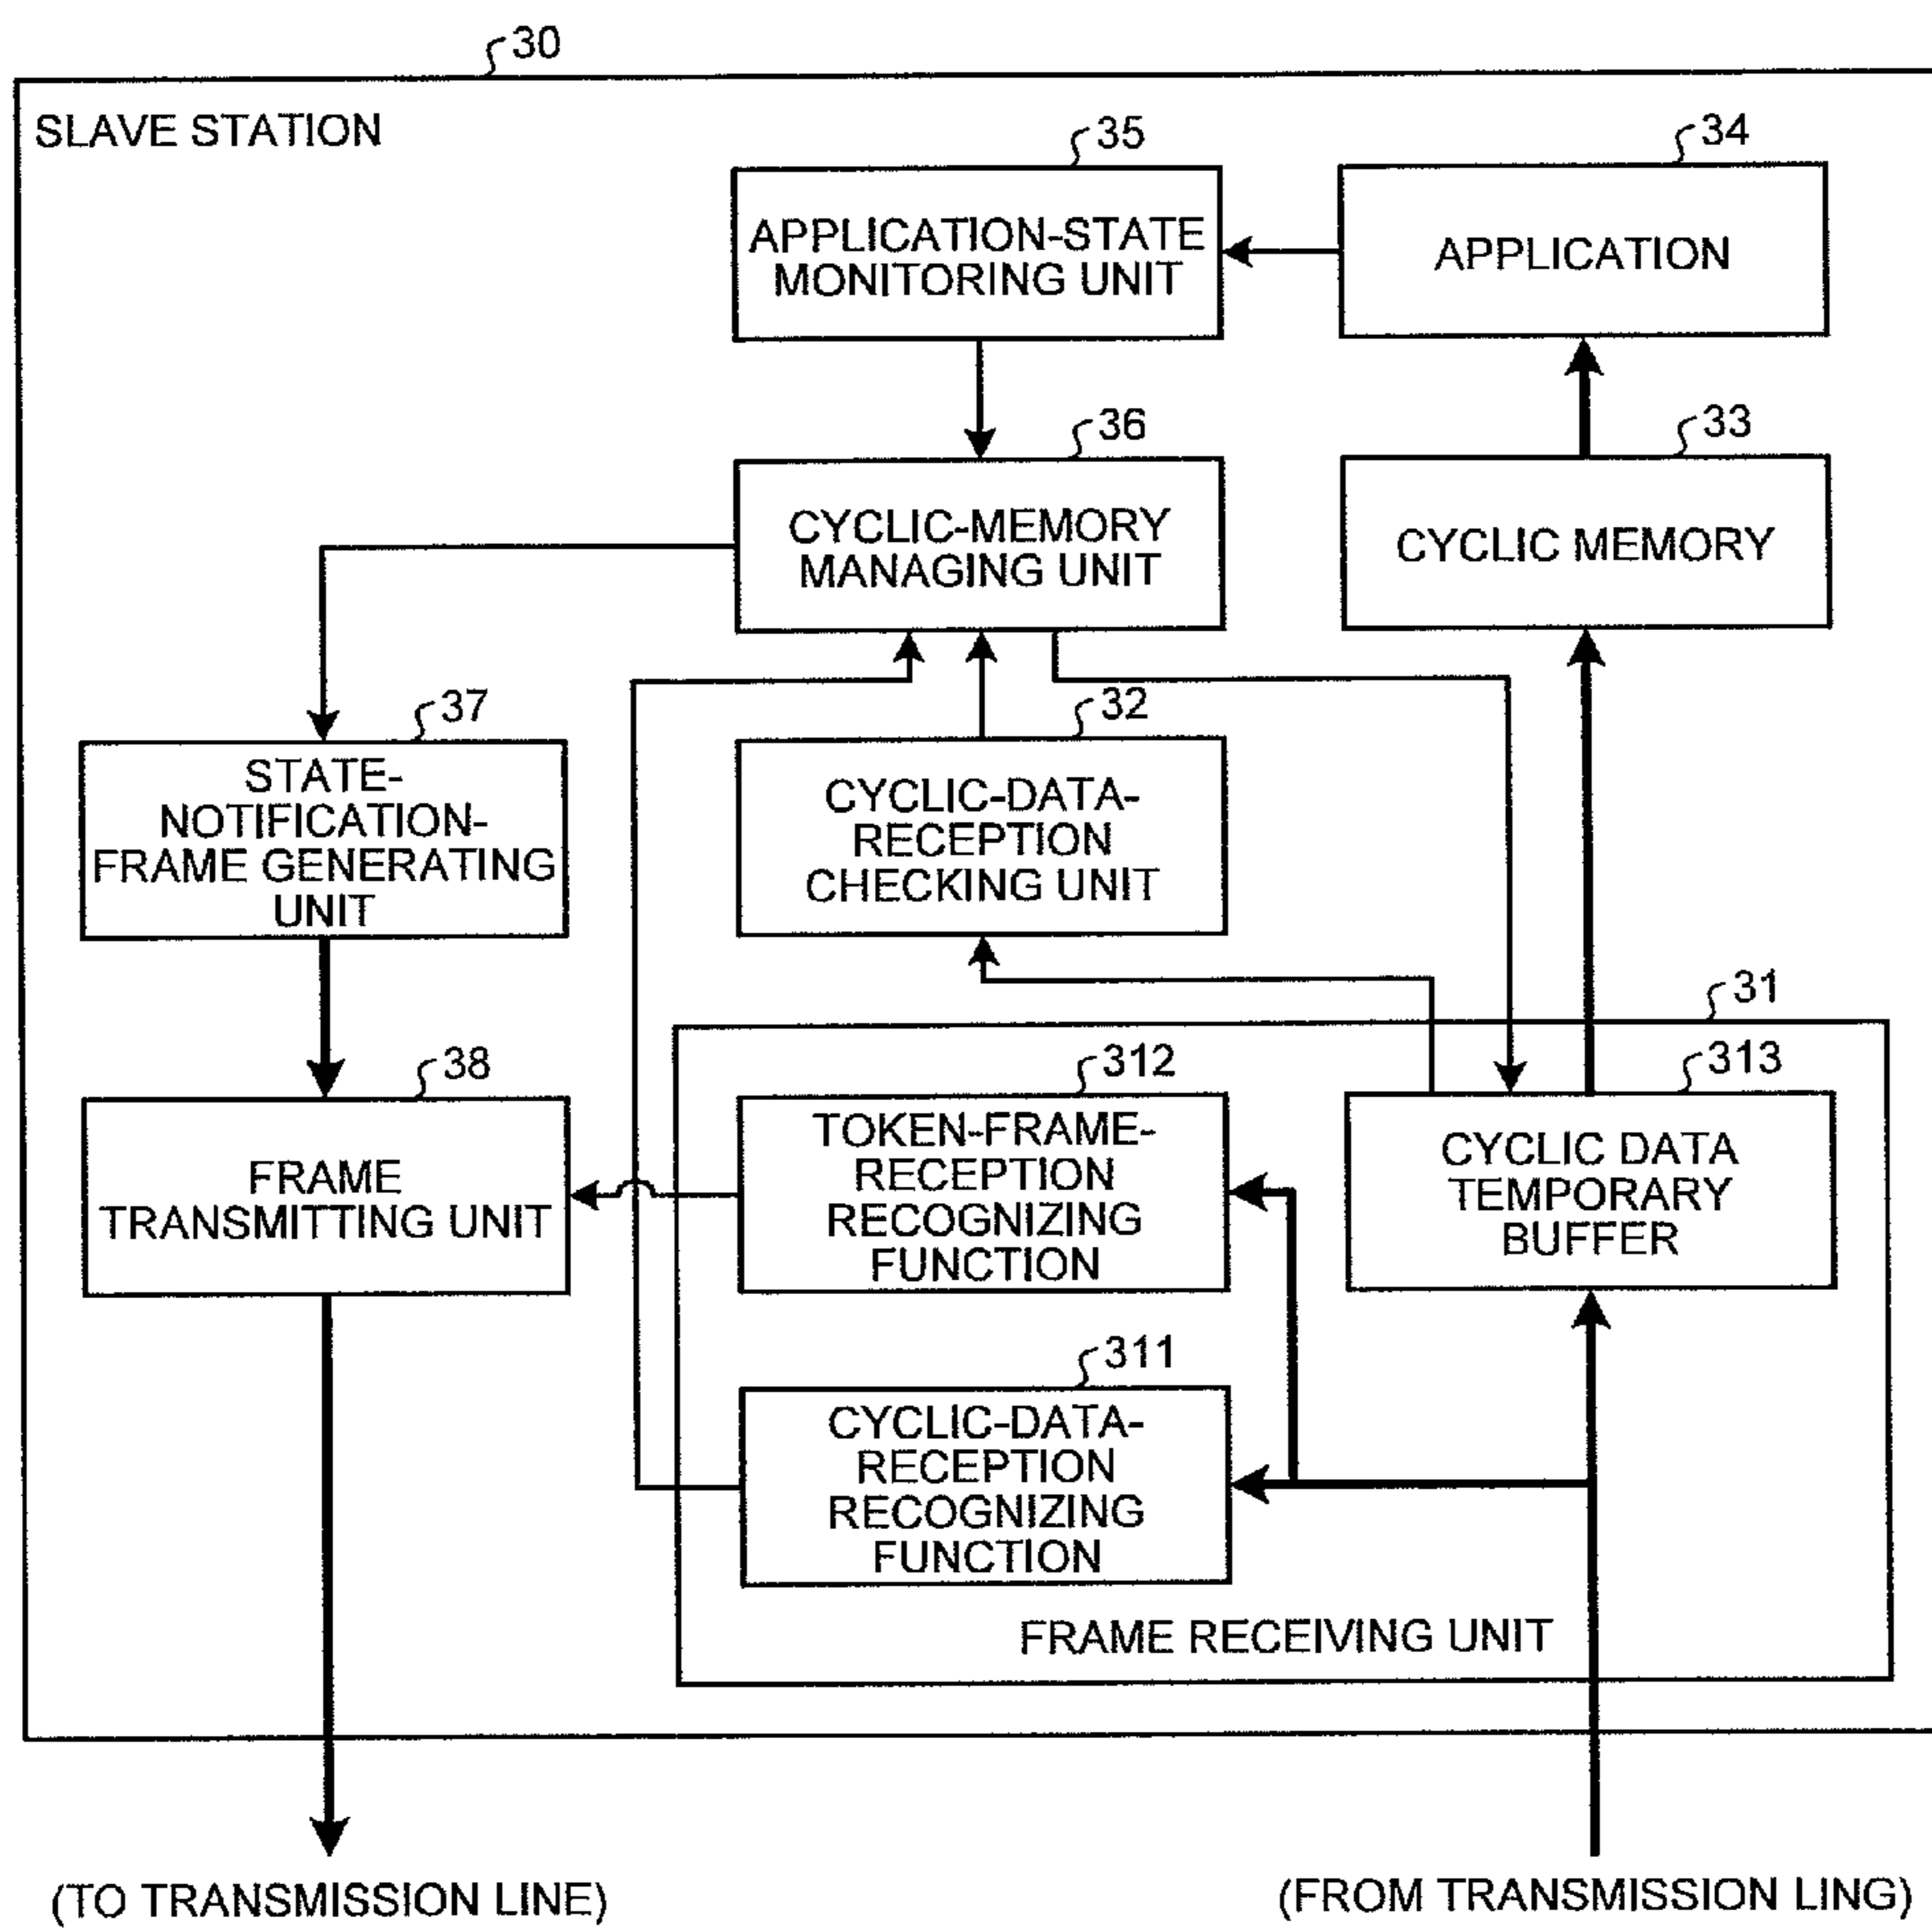 30
SLAVE STATION
35
34
APPLICATION-STATE
MONITORING UNIT
APPLICATION
36
33
CYCLIC-MEMORY
MANAGING UNIT
CYCLIC MEMORY
37
32
STATE-
NOTIFICATION-
FRAME GENERATING
UNIT
CYCLIC-DATA-
RECEPTION
CHECKING UNIT
31
38
312
313
FRAME
TRANSMITTING UNIT
TOKEN-FRAME-
RECEPTION
RECOGNIZING
FUNCTION
CYCLIC DATA
TEMPORARY
BUFFER
311
CYCLIC-DATA-
RECEPTION
RECOGNIZING
FUNCTION
FRAME RECEIVING UNIT
(TO TRANSMISSION LINE)
(FROM TRANSMISSION LING)